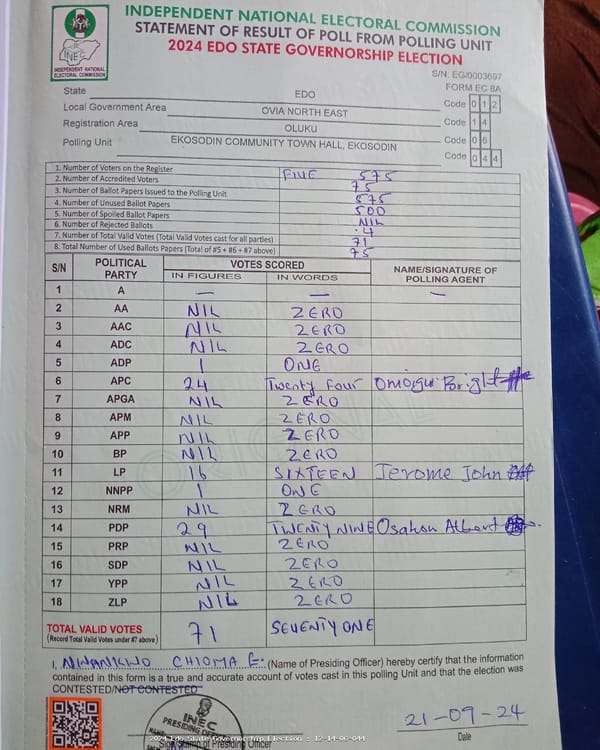 INDEPENDENT NATIONAL ELECTORAL COMMISSION
STATEMENT OF RESULT OF POLL FROM POLLING UNIT
2024 EDO STATE GOVERNORSHIP ELECTION
INEC
INDEPENDENT NATIONAL
ELECTORAL COMMISSION
S/N: EG/0003697
FORM EC 8A
State EDO Code 0 1 2
Local Government Area OVIA NORTH EAST Code 1 4
Registration Area OLUKU Code 0 6
Polling Unit EKOSODIN COMMUNITY TOWN HALL, EKOSODIN Code 0 4 4
1. Number of Voters on the Register FIVE 575
2. Number of Accredited Voters 75
3. Number of Ballot Papers Issued to the Polling Unit 575
4. Number of Unused Ballot Papers 500
5. Number of Spoiled Ballot Papers NIL
6. Number of Rejected Ballots 4
7. Number of Total Valid Votes (Total Valid Votes cast for all parties) 71
8. Total Number of Used Ballots Papers (Total of #5 + #6 + #7 above) 75
S/N POLITICAL PARTY VOTES SCORED NAME/SIGNATURE OF POLLING AGENT
IN FIGURES IN WORDS
1 A — — —
2 AA NIL ZERO
3 AAC NIL ZERO
4 ADC NIL ZERO
5 ADP 1 ONE
6 APC 24 Twenty Four Omorgui Bright
7 APGA NIL ZERO
8 APM NIL ZERO
9 APP NIL ZERO
10 BP NIL ZERO
11 LP 16 SIXTEEN Jerome John
12 NNPP 1 ONE
13 NRM NIL ZERO
14 PDP 29 TWENTY NINE Osahon Albert
15 PRP NIL ZERO
16 SDP NIL ZERO
17 YPP NIL ZERO
18 ZLP NIL ZERO
TOTAL VALID VOTES 71 SEVENTY ONE
(Record Total Valid Votes under #7 above)
I, NWANKWO CHIOMA E. (Name of Presiding Officer) hereby certify that the information
contained in this form is a true and accurate account of votes cast in this polling Unit and that the election was
CONTESTED/NOT CONTESTED
INEC
PRESIDING OFFICER
2024 Edo State Governorship Election - 12-14-06-044
Sign/Stamp of Presiding Officer
21-09-24
Date